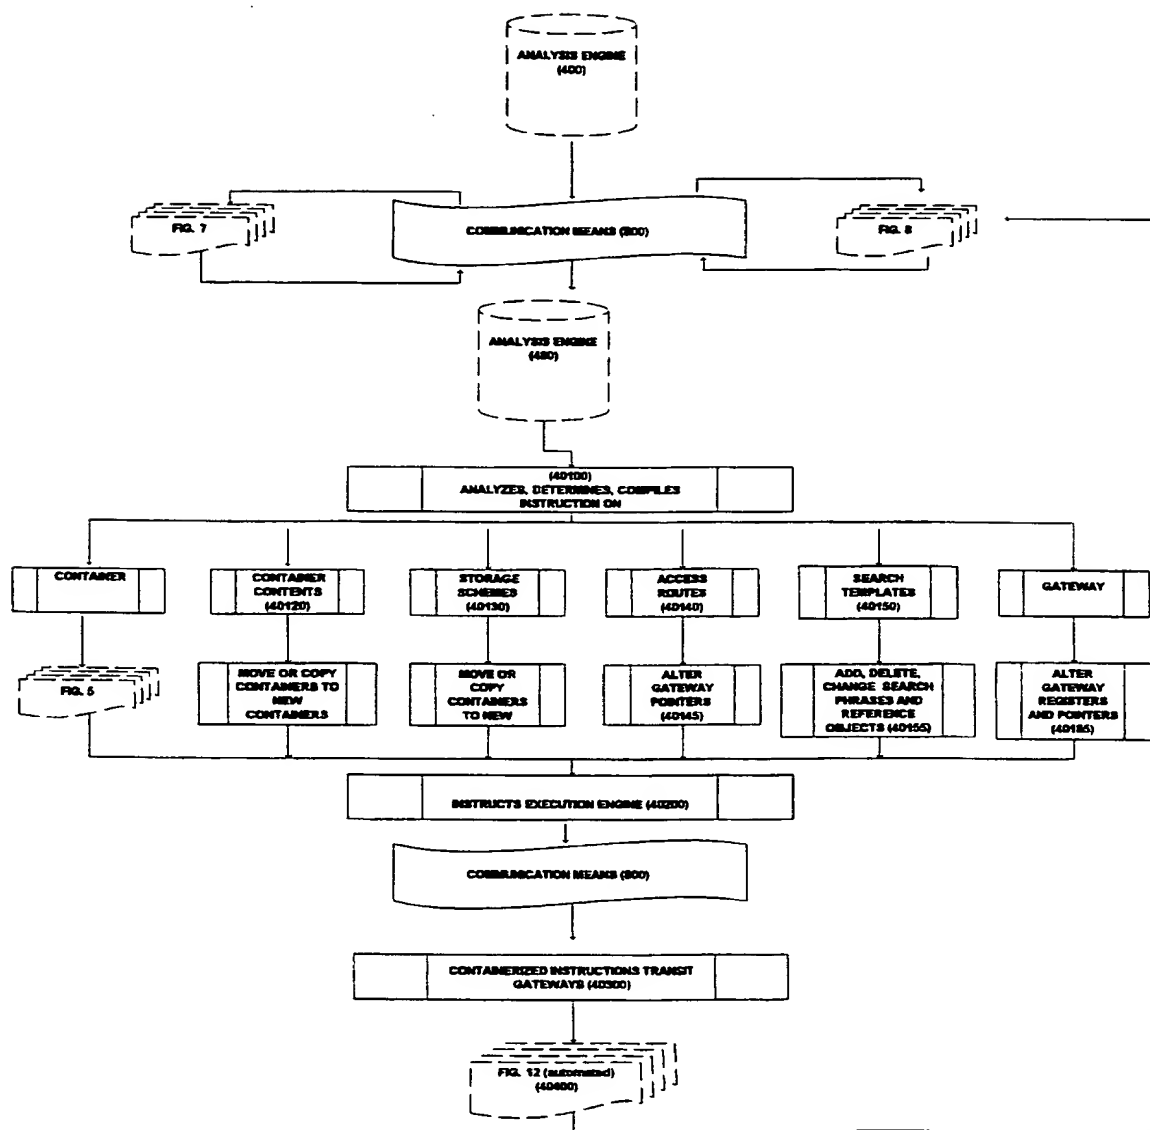 ANALYSIS ENGINE
(400)
FIG. 7
COMMUNICATION MEANS (800)
FIG. 8
ANALYSIS ENGINE
(400)
(40100)
ANALYZES, DETERMINES, COMPILES
INSTRUCTION ON
CONTAINER
CONTAINER
CONTENTS
(40120)
STORAGE
SCHEMES
(40130)
ACCESS
ROUTES
(40140)
SEARCH
TEMPLATES
(40150)
GATEWAY
FIG. 5
MOVE OR COPY
CONTAINERS TO
NEW
CONTAINERS
MOVE OR
COPY
CONTAINERS
TO NEW
ALTER
GATEWAY
POINTERS
(40145)
ADD, DELETE,
CHANGE SEARCH
PHRASES AND
REFERENCE
OBJECTS (40155)
ALTER
GATEWAY
REGISTERS
AND POINTERS
(40185)
INSTRUCTS EXECUTION ENGINE (40200)
COMMUNICATION MEANS (800)
CONTAINERIZED INSTRUCTIONS TRANSIT
GATEWAYS (40300)
FIG. 12 (automated)
(40400)